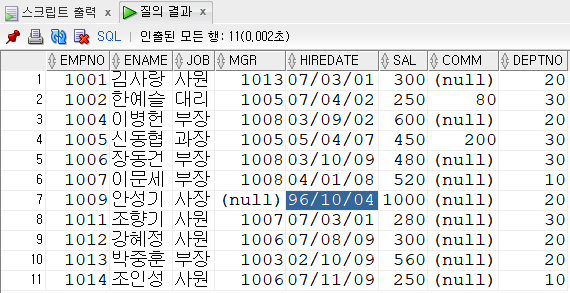 스크립트 출력 × 질의 결과 ×
SQL | 인출된 모든 행: 11(0,002초)
EMPNO ENAME JOB MGR HIREDATE SAL COMM DEPTNO
1 1001 김사랑 사원 1013 07/03/01 300 (null) 20
2 1002 한예슬 대리 1005 07/04/02 250 80 30
3 1004 이병헌 부장 1008 03/09/02 600 (null) 20
4 1005 신동협 과장 1005 05/04/07 450 200 30
5 1006 장동건 부장 1008 03/10/09 480 (null) 30
6 1007 이문세 부장 1008 04/01/08 520 (null) 10
7 1009 안성기 사장 (null) 96/10/04 1000 (null) 20
8 1011 조향기 사원 1007 07/03/01 280 (null) 30
9 1012 강혜정 사원 1006 07/08/09 300 (null) 20
10 1013 박중훈 부장 1003 02/10/09 560 (null) 20
11 1014 조인성 사원 1006 07/11/09 250 (null) 10